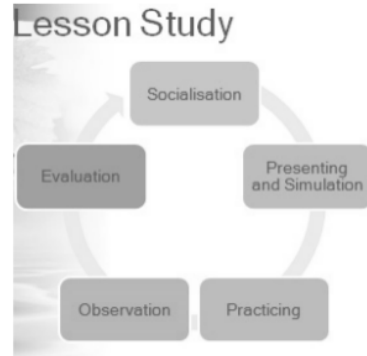 Lesson Study
Socialisation
Presenting
and Simulation
Practicing
Observation
Evaluation